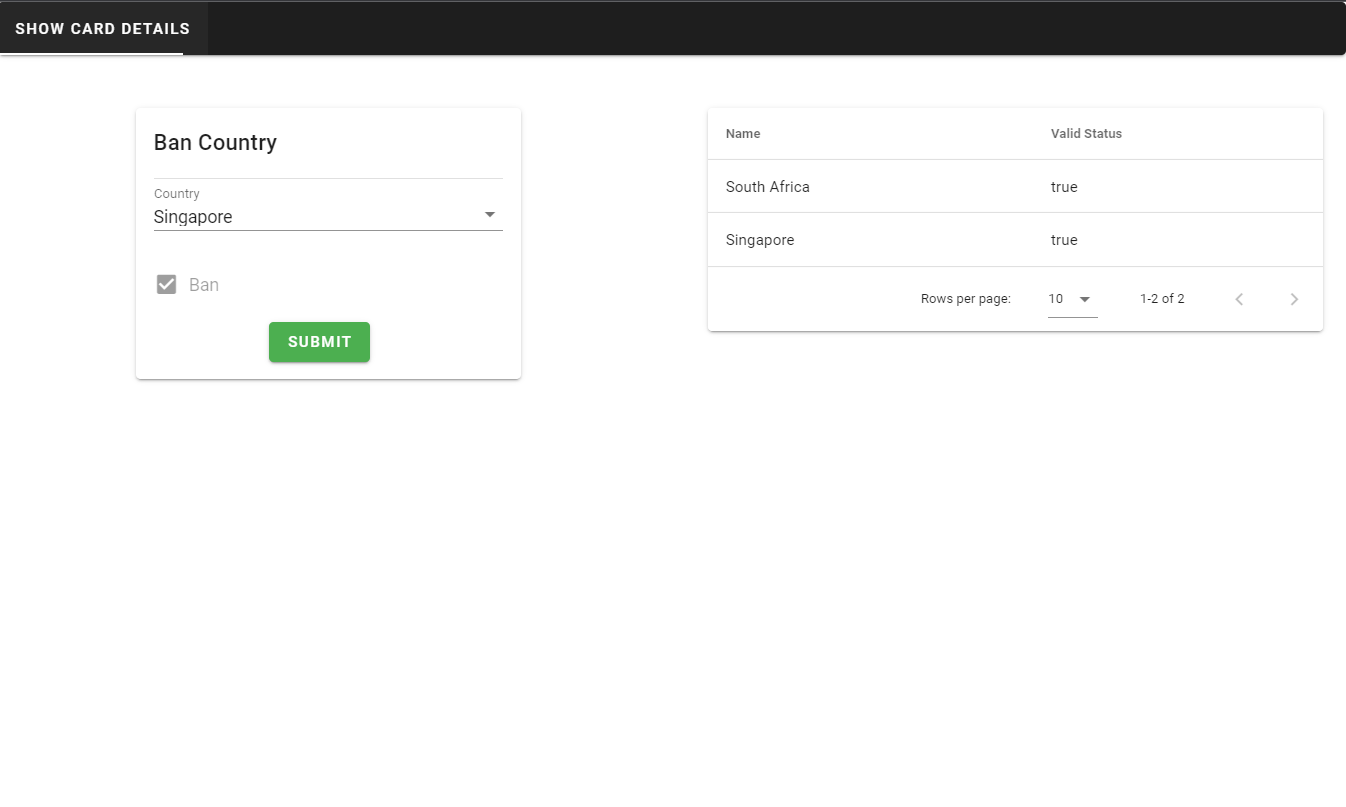 SHOW CARD DETAILS
Ban Country
Country
Singapore
Ban
SUBMIT
Name Valid Status
South Africa true
Singapore true
Rows per page: 10 1-2 of 2